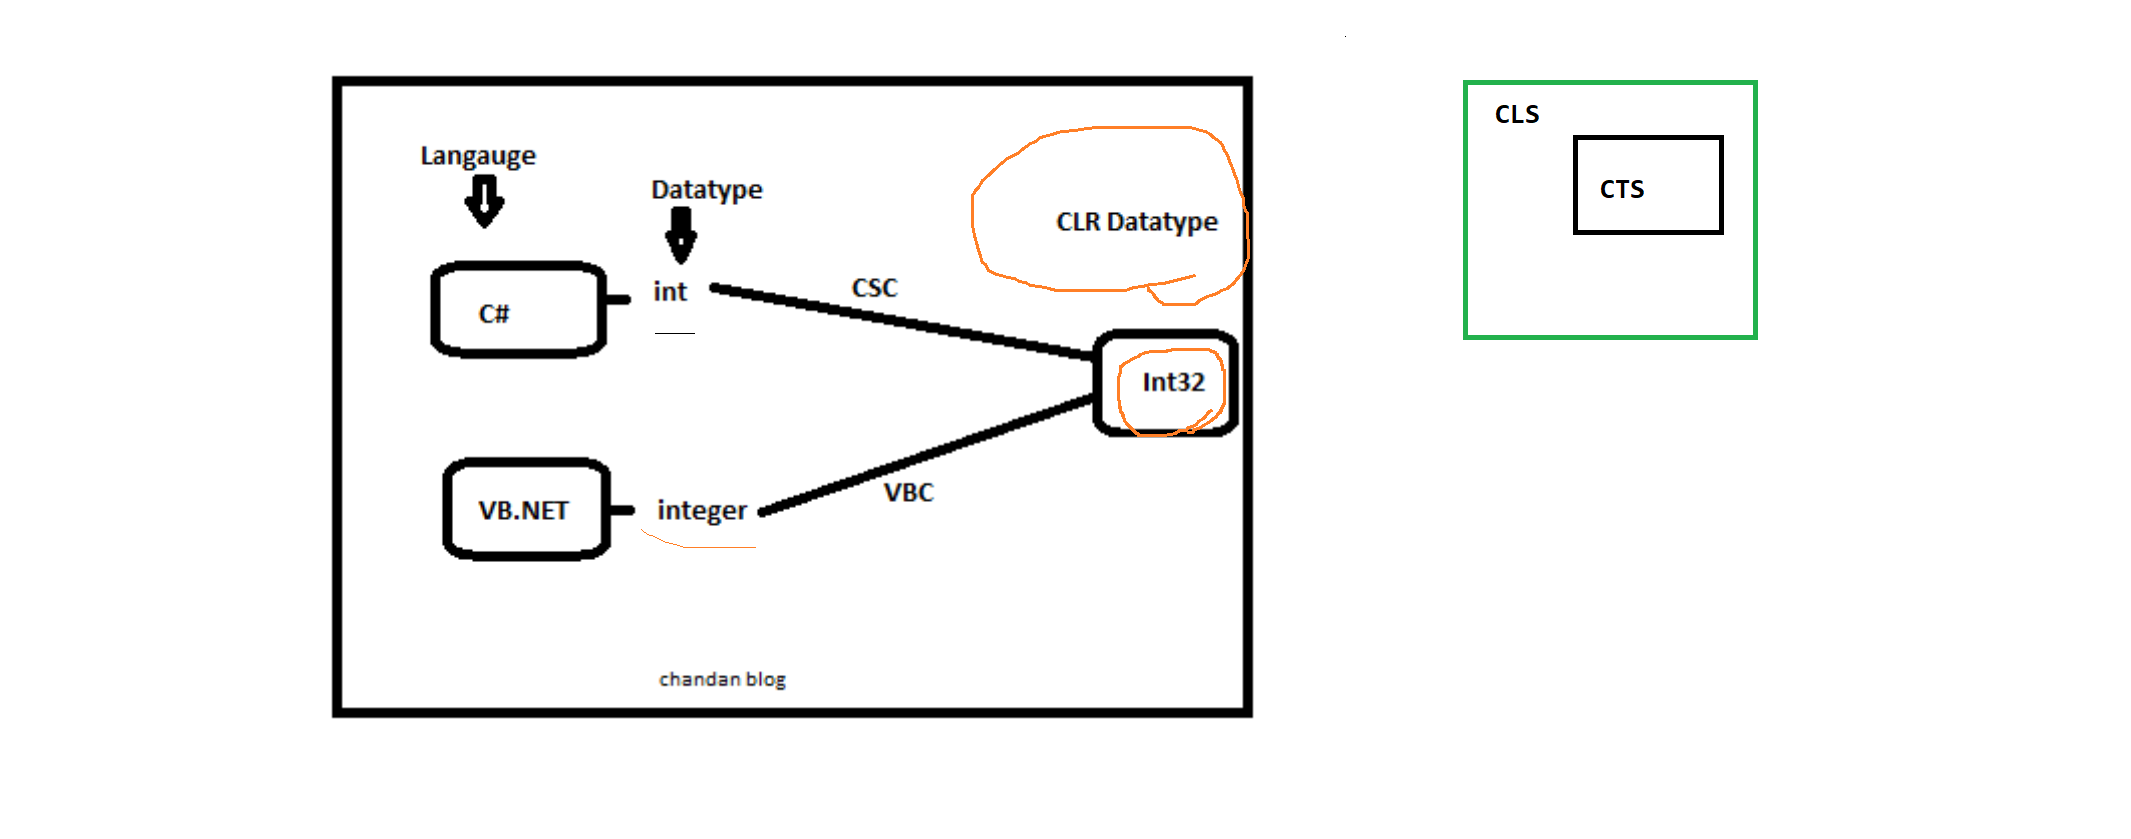 Langauge
Datatype
CLR Datatype
int
CSC
C#
Int32
VB.NET
integer
VBC
chandan blog
CLS
CTS